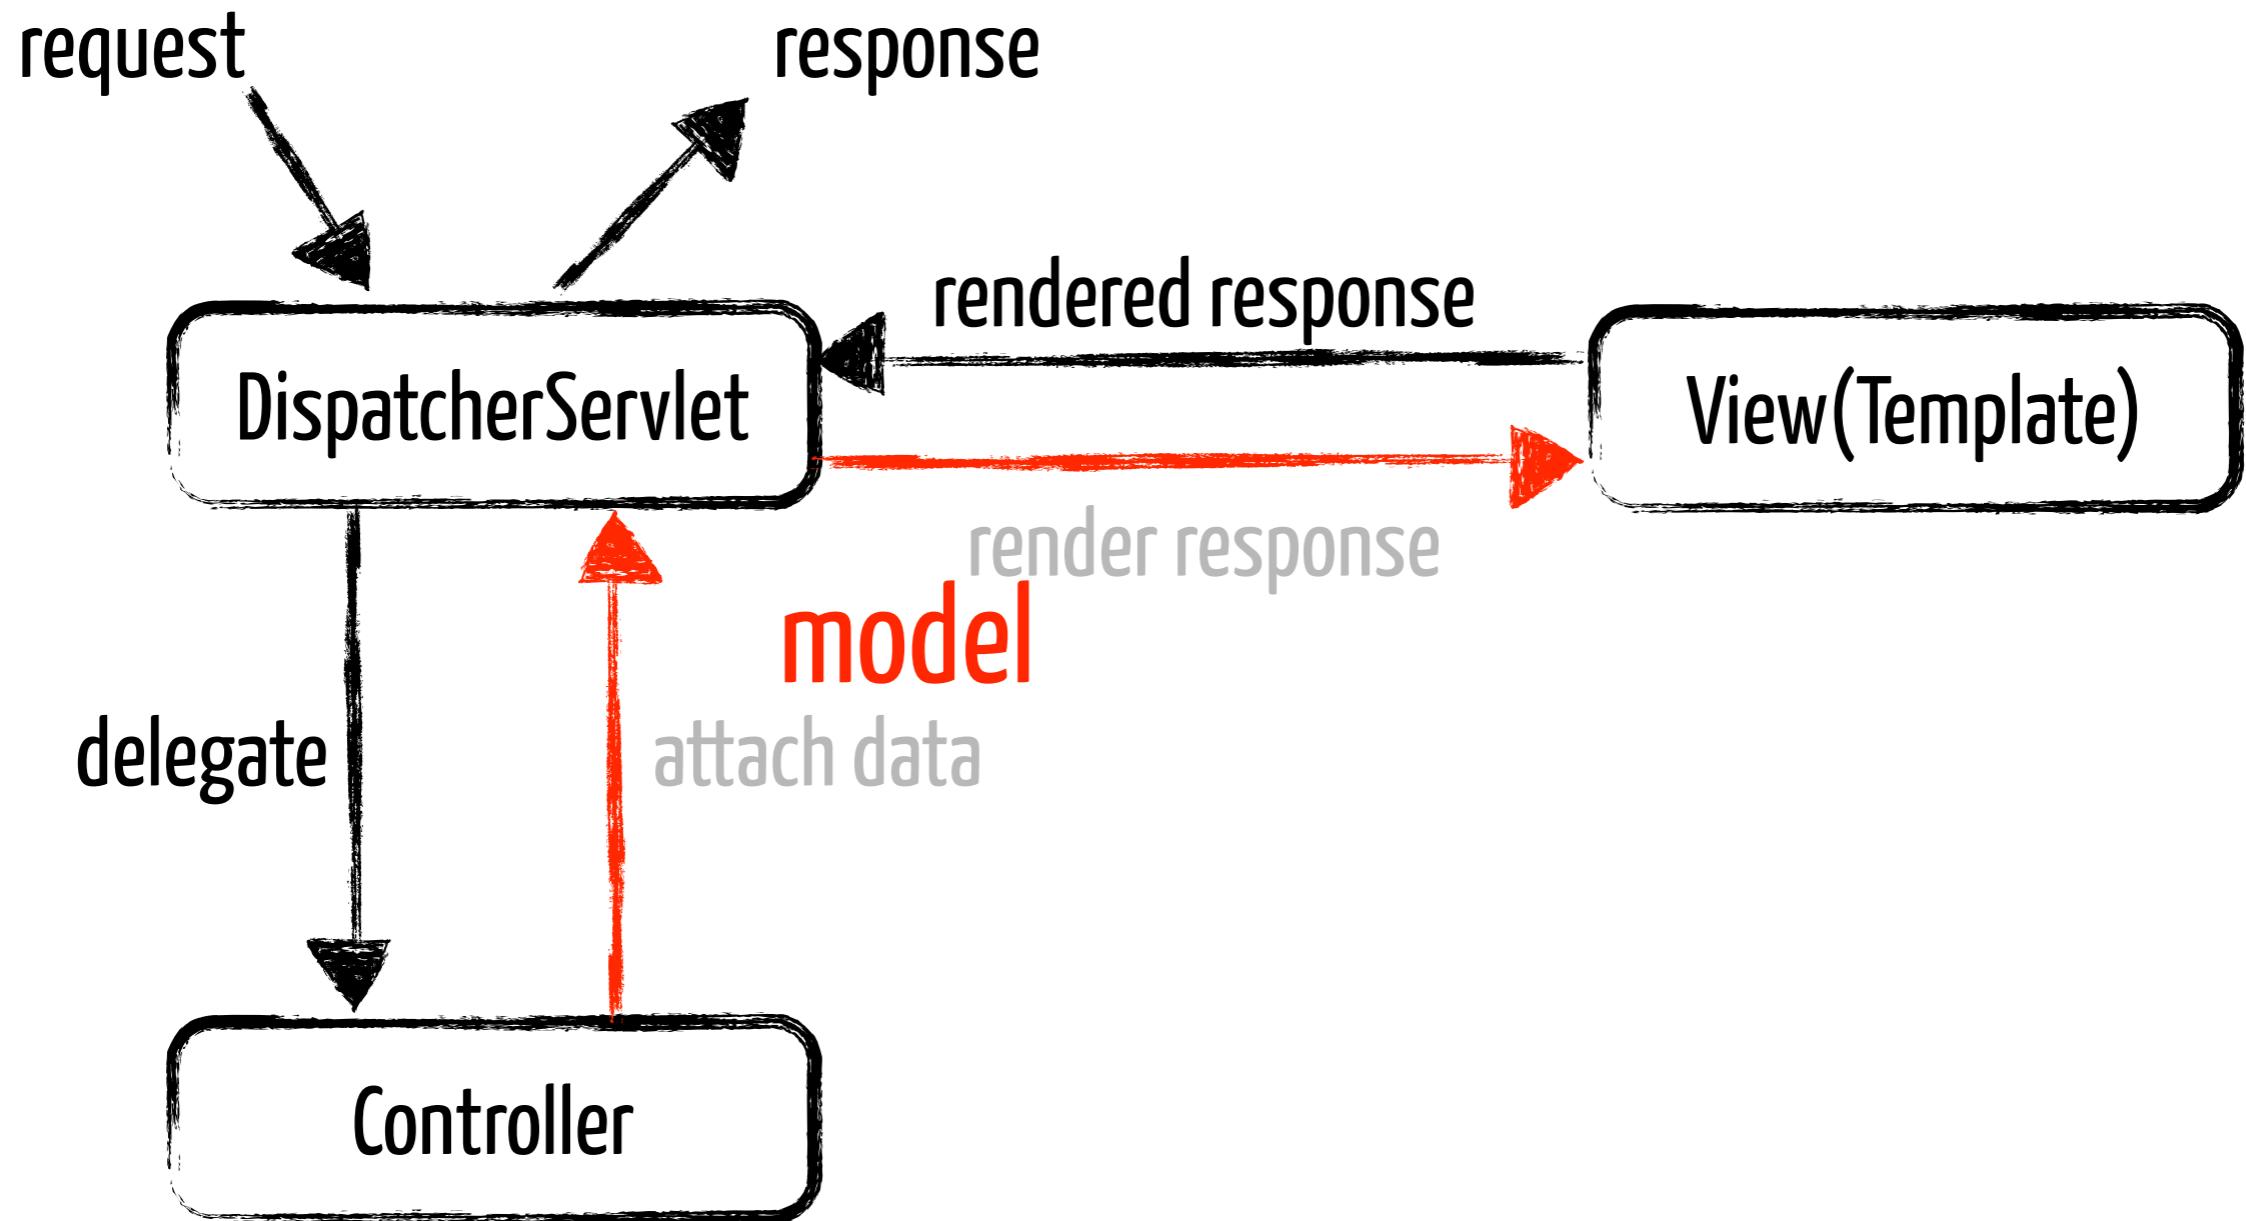 request
response
rendered response
DispatcherServlet
View(Template)
render response
model
delegate
attach data
Controller